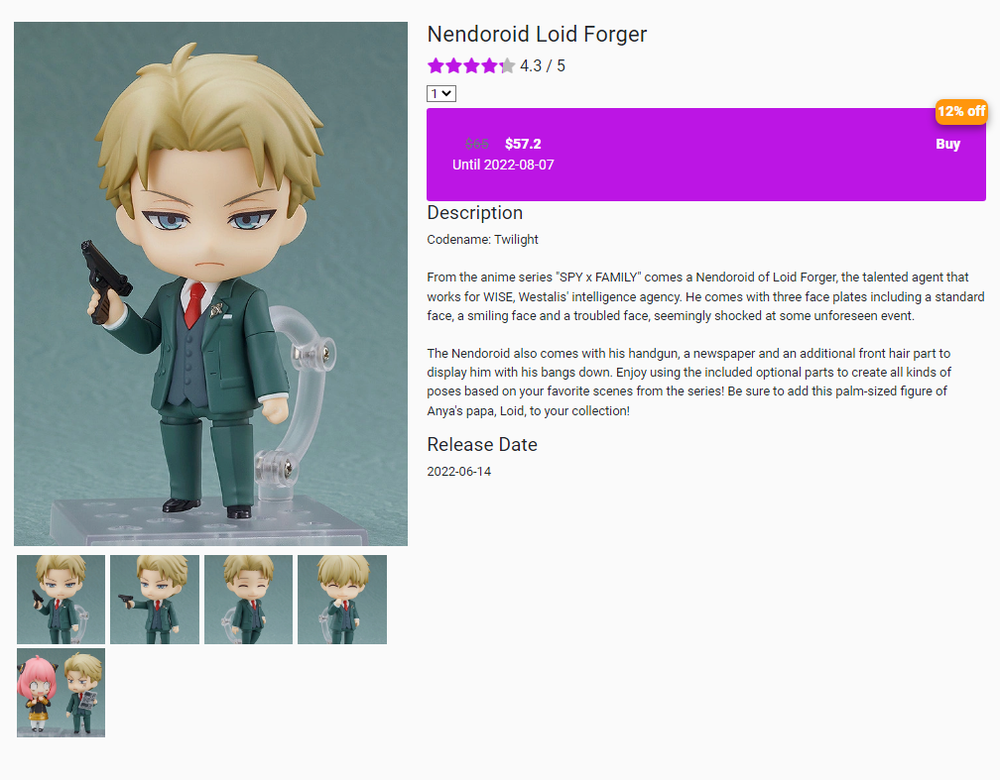 Nendoroid Loid Forger
4.3 / 5
1
12% off
$65 $57.2
Buy
Until 2022-08-07
Description
Codename: Twilight
From the anime series "SPY x FAMILY" comes a Nendoroid of Loid Forger, the talented agent that
works for WISE, Westalis' intelligence agency. He comes with three face plates including a standard
face, a smiling face and a troubled face, seemingly shocked at some unforeseen event.
The Nendoroid also comes with his handgun, a newspaper and an additional front hair part to
display him with his bangs down. Enjoy using the included optional parts to create all kinds of
poses based on your favorite scenes from the series! Be sure to add this palm-sized figure of
Anya's papa, Loid, to your collection!
Release Date
2022-06-14